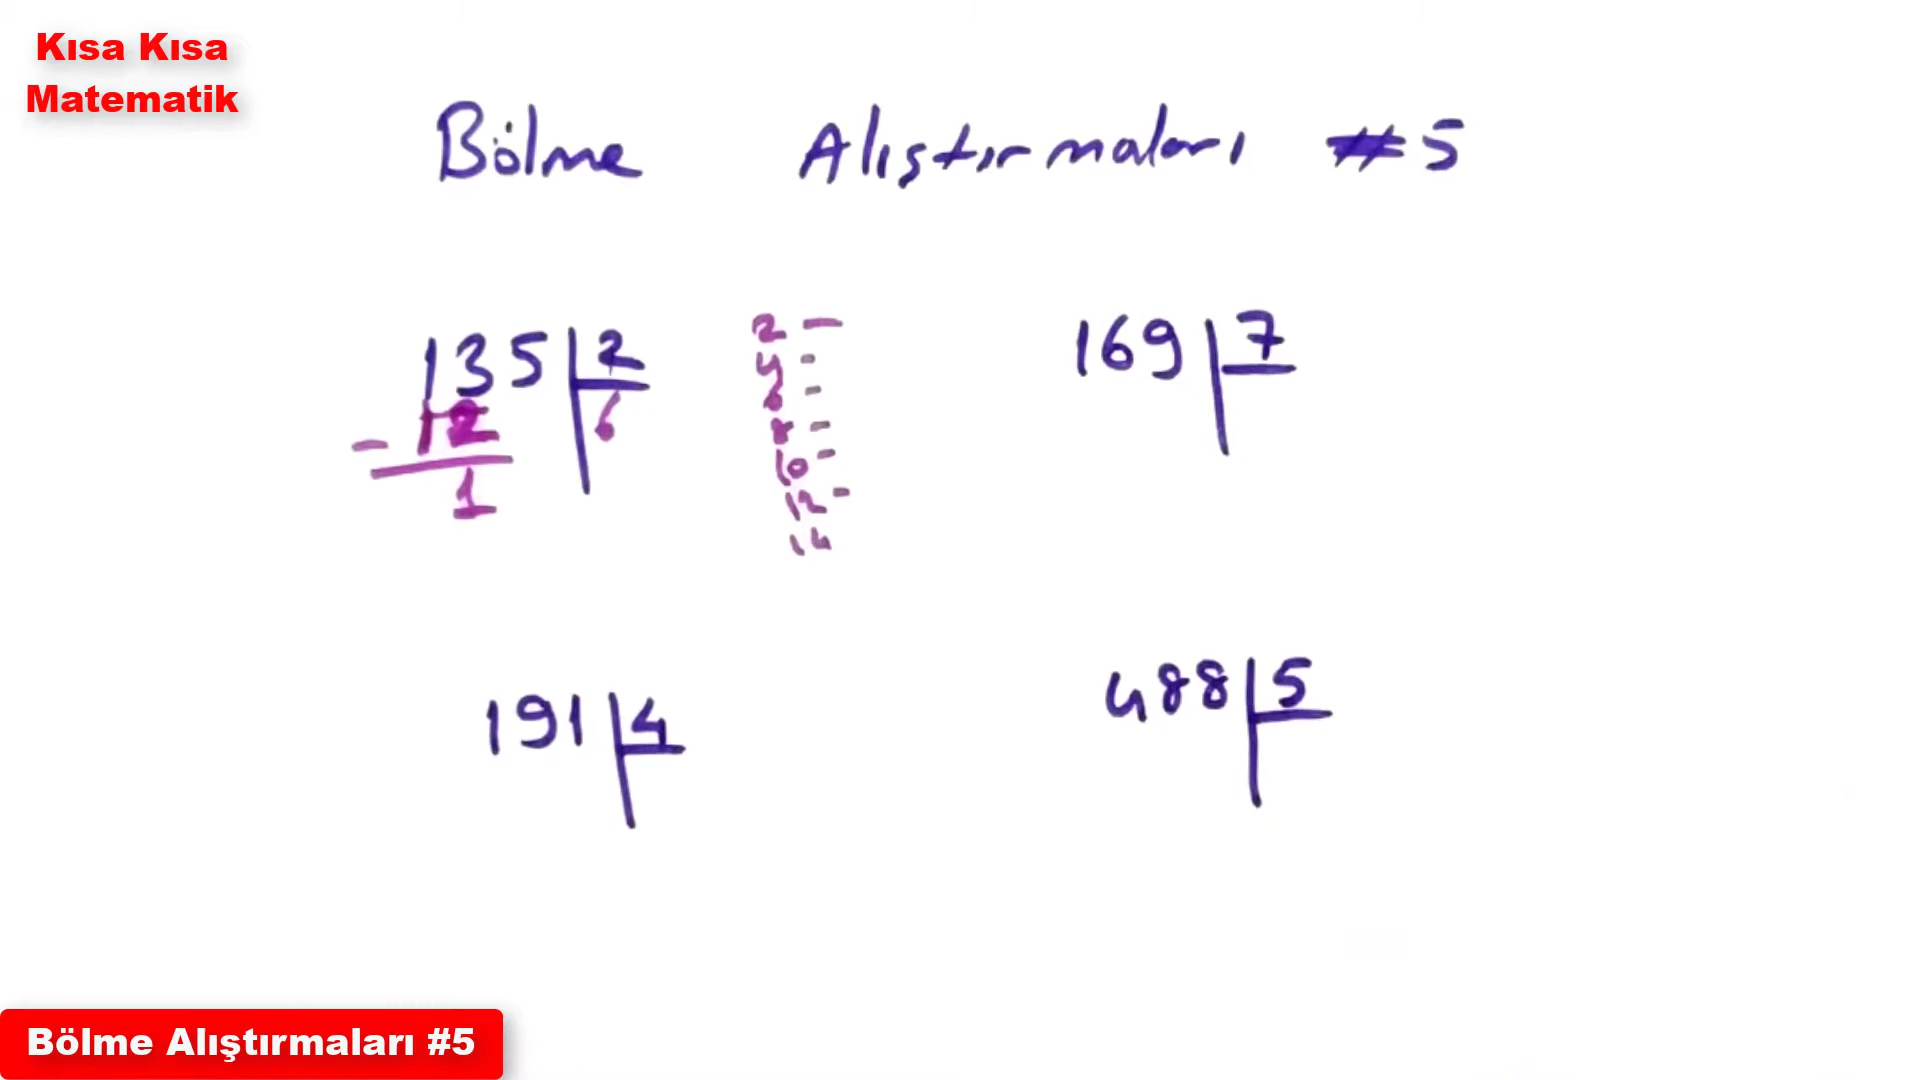 Kısa Kısa
Matematik
Bölme Alıştırmaları #5
135 2
- 12 6
1
2 -
4 -
6 -
8 -
10 -
12 -
14
169 7
191 4
488 5
Bölme Alıştırmaları #5